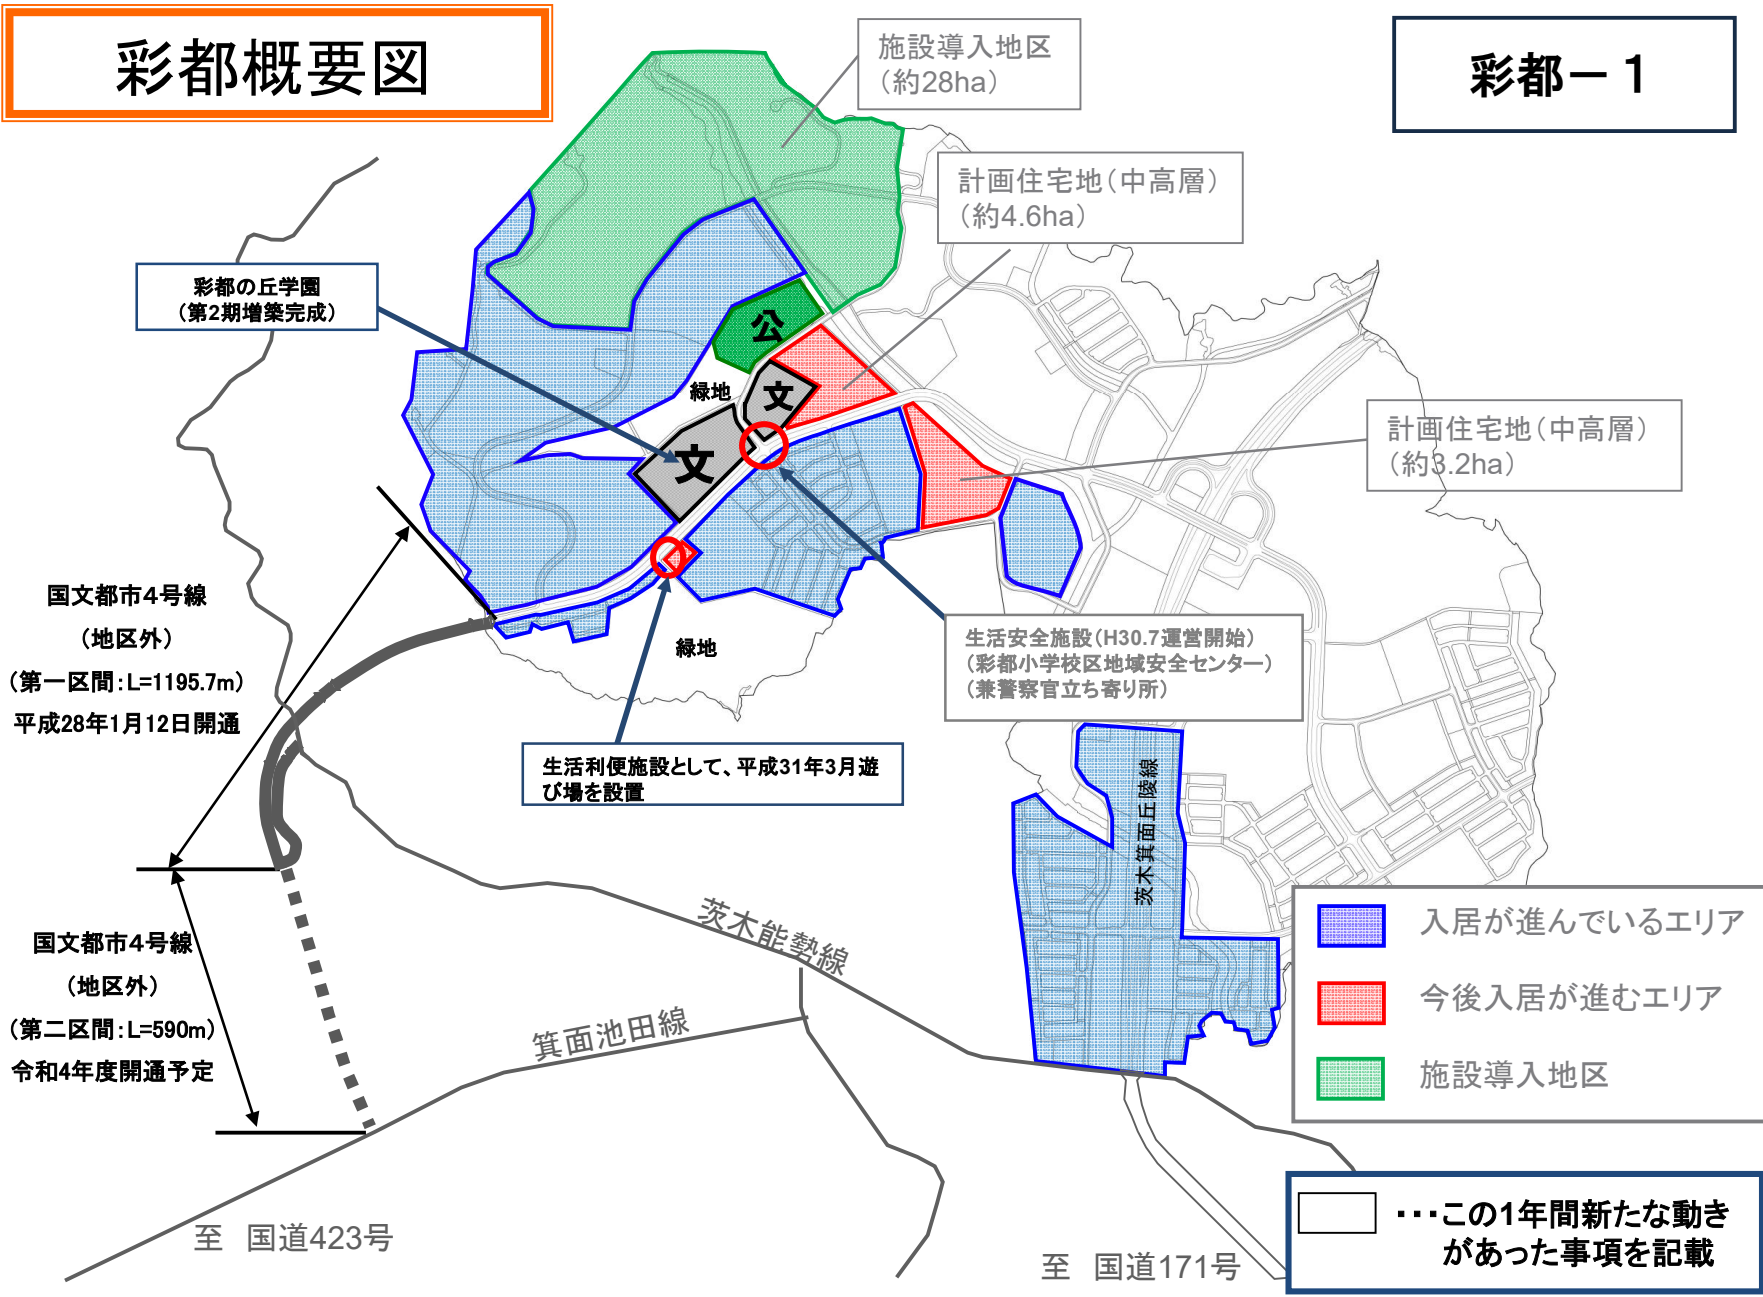 彩都概要図
彩都－1
施設導入地区
（約28ha）
計画住宅地（中高層）
（約4.6ha）
彩都の丘学園
（第2期増築完成）
公
緑地
文
文
計画住宅地（中高層）
（約3.2ha）
国文都市4号線
（地区外）
（第一区間：L=1195.7m）
平成28年1月12日開通
緑地
生活安全施設（H30.7運営開始）
（彩都小学校区地域安全センター）
（兼警察官立ち寄り所）
生活利便施設として、平成31年3月遊
び場を設置
茨木箕面丘陵線
国文都市4号線
（地区外）
（第二区間：L=590m）
令和4年度開通予定
茨木能勢線
箕面池田線
入居が進んでいるエリア
今後入居が進むエリア
施設導入地区
至　国道423号
至　国道171号
・・・この1年間新たな動き
があった事項を記載